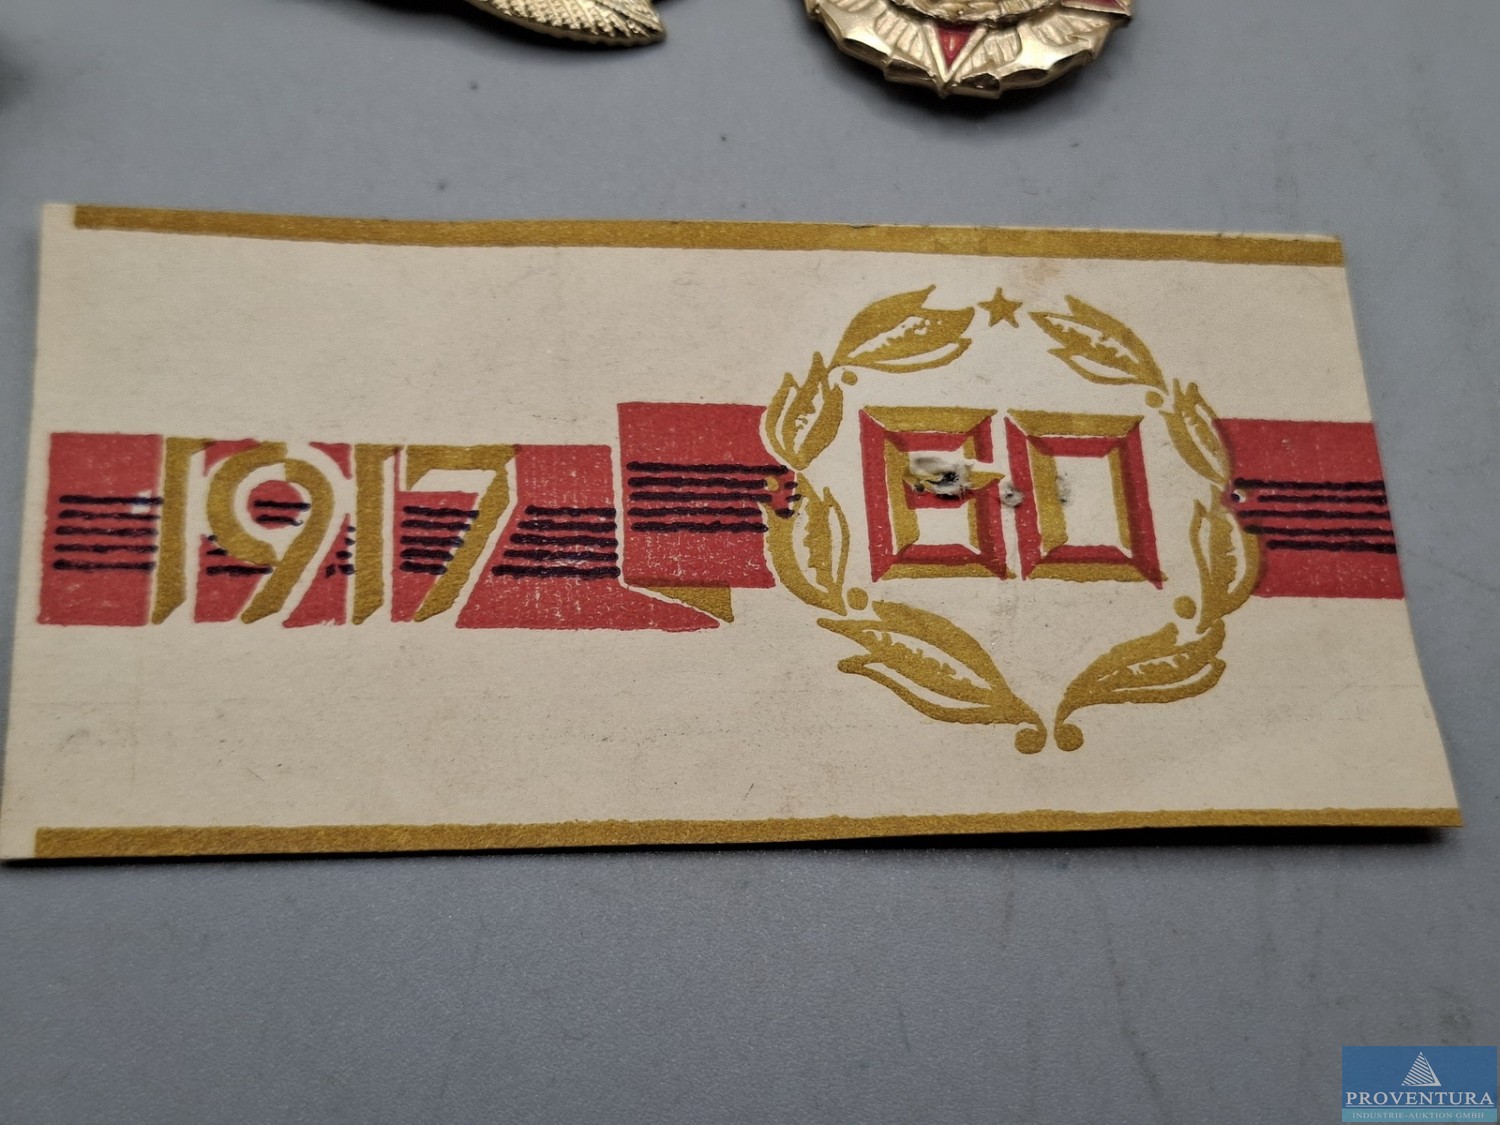 1917 60
PROVENTURA
INDUSTRIE-AUKTION GMBH